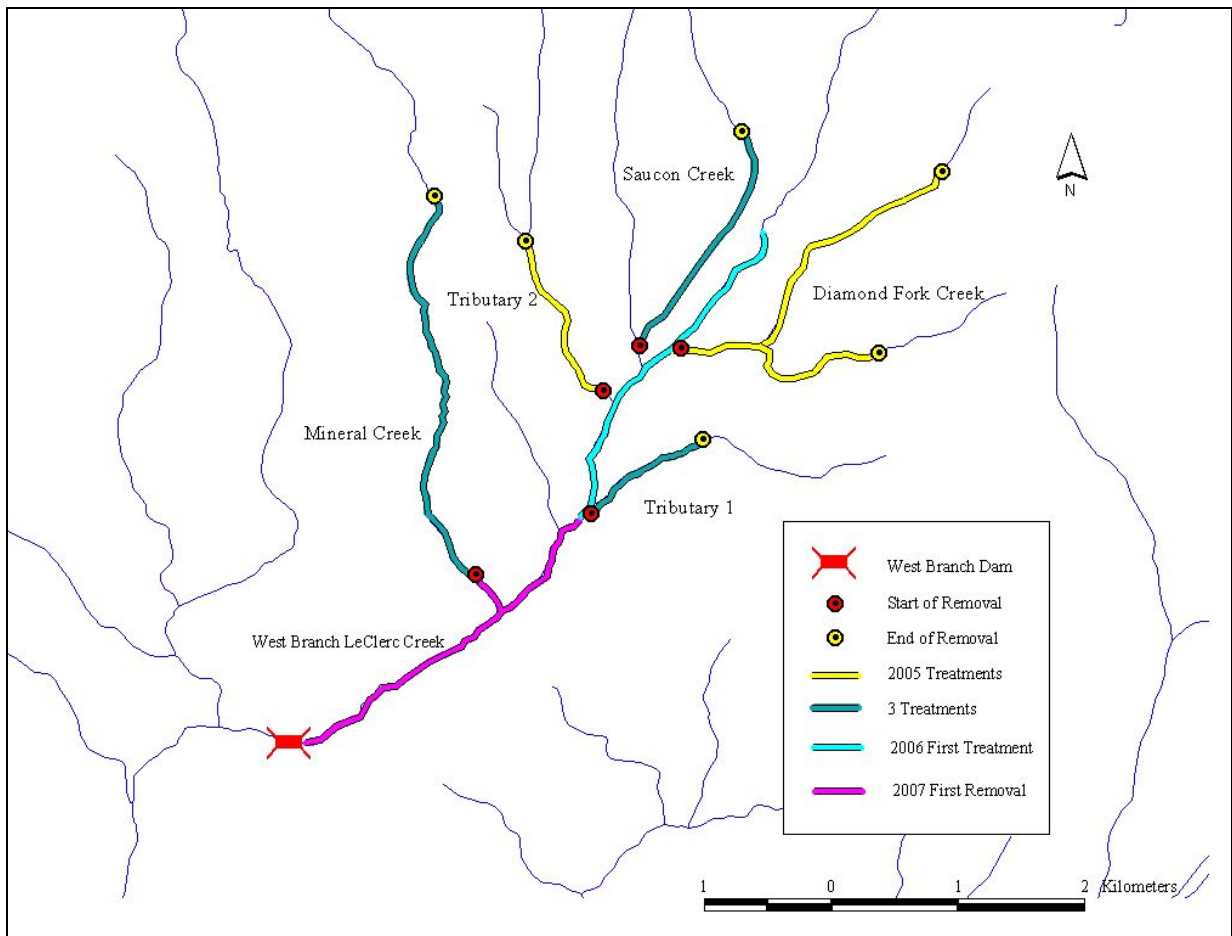 Saucon Creek
N
Diamond Fork Creek
Tributary 2
Mineral Creek
Tributary 1
West Branch LeClerc Creek
West Branch Dam
Start of Removal
End of Removal
2005 Treatments
3 Treatments
2006 First Treatment
2007 First Removal
1 0 1 2 Kilometers